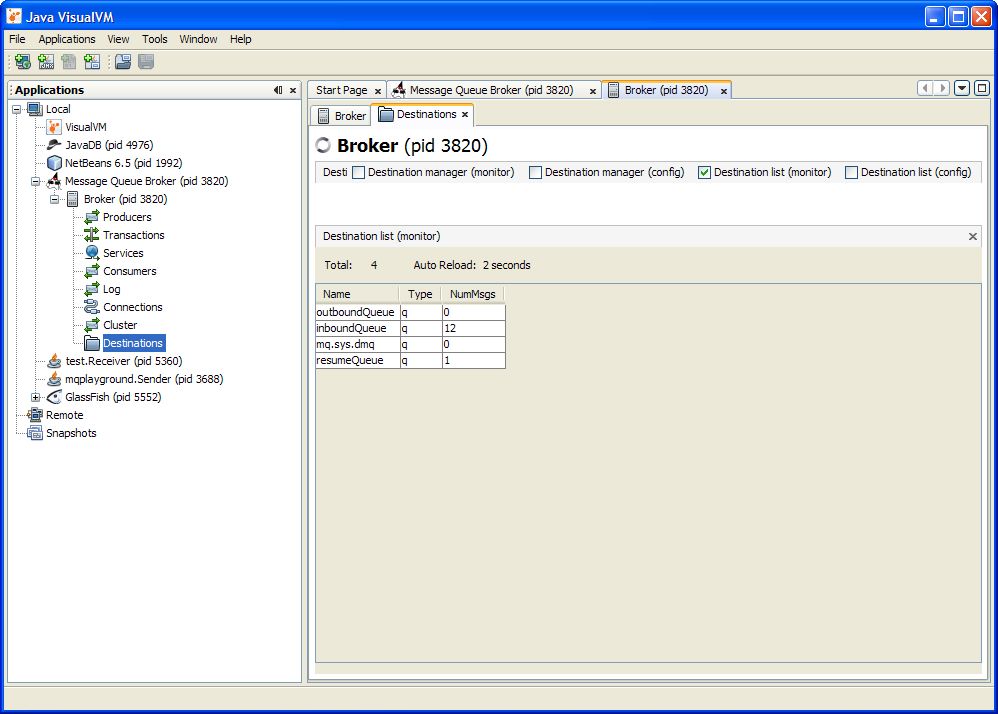 Java VisualVM
File Applications View Tools Window Help
Applications
Local
VisualVM
JavaDB (pid 4976)
NetBeans 6.5 (pid 1992)
Message Queue Broker (pid 3820)
Broker (pid 3820)
Producers
Transactions
Services
Consumers
Log
Connections
Cluster
Destinations
test.Receiver (pid 5360)
mqplayground.Sender (pid 3688)
GlassFish (pid 5552)
Remote
Snapshots
Start Page Message Queue Broker (pid 3820) Broker (pid 3820)
Broker Destinations
Broker (pid 3820)
Desti Destination manager (monitor) Destination manager (config) Destination list (monitor) Destination list (config)
Destination list (monitor)
Total: 4 Auto Reload: 2 seconds
Name Type NumMsgs
outboundQueue q 0
inboundQueue q 12
mq.sys.dmq q 0
resumeQueue q 1